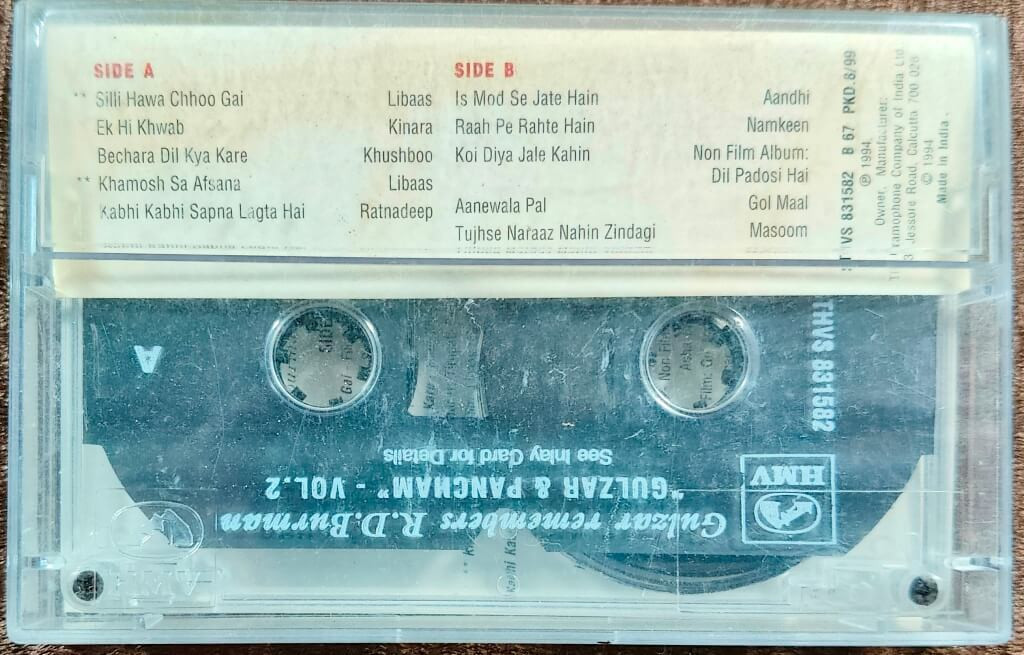 SIDE A
** Silli Hawa Chhoo Gai Libaas
Ek Hi Khwab Kinara
Bechara Dil Kya Kare Khushboo
** Khamosh Sa Afsana Libaas
Kabhi Kabhi Sapna Lagta Hai Ratnadeep
SIDE B
Is Mod Se Jate Hain Aandhi
Raah Pe Rahte Hain Namkeen
Koi Diya Jale Kahin Non Film Album:
Dil Padosi Hai
Aanewala Pal Gol Maal
Tujhse Naraaz Nahin Zindagi Masoom
VS 831582 B 67 PKD.8/99
℗ 1994
Owner, Manufacturer:
ramophone Company of India Ltd.
3 Jessore Road, Calcutta 700 028
© 1994
Made in India.
A
THVS 831582
HMV
Gulzar remembers R.D.Burman
"GULZAR & PANCHAM" - VOL.2
See Inlay Card for Details